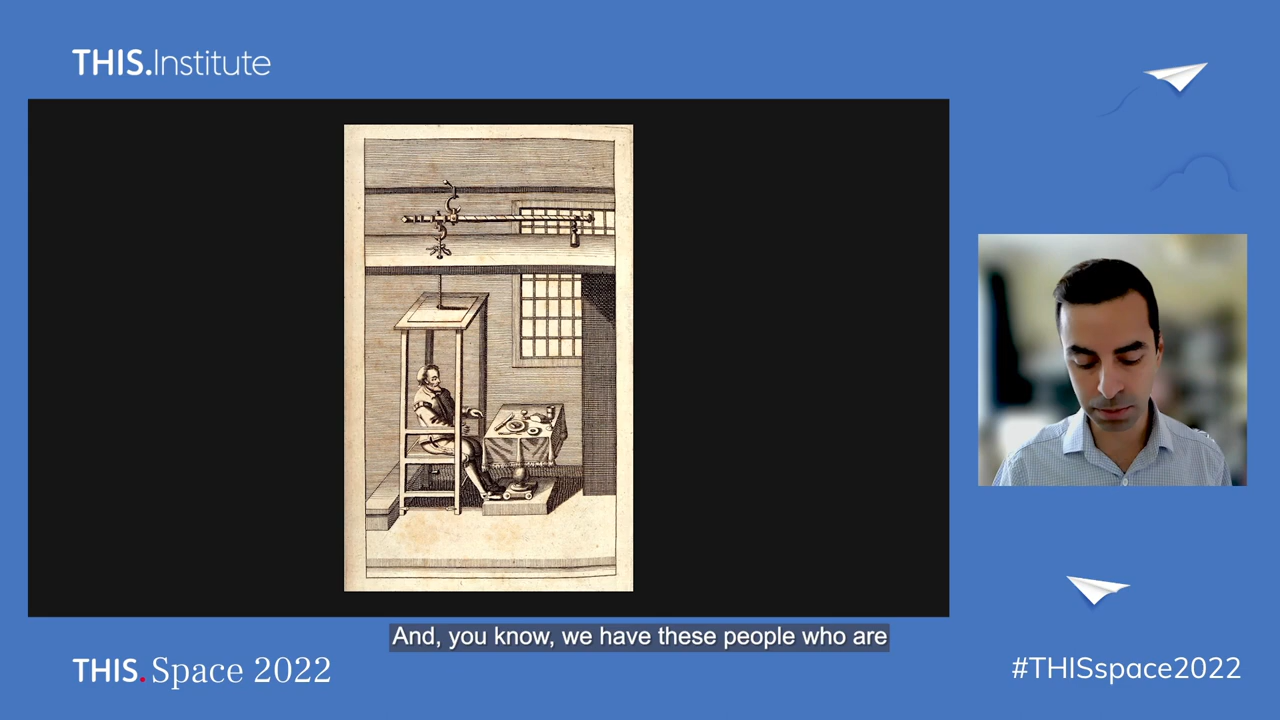 THIS.Institute
And, you know, we have these people who are
THIS. Space 2022
#THISspace2022